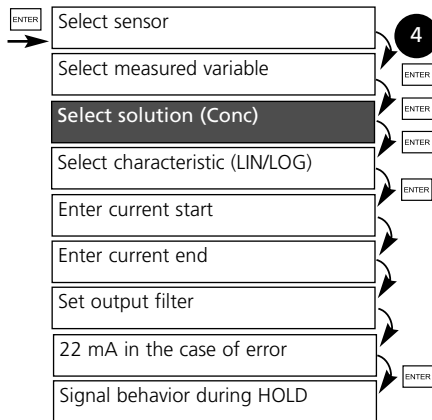 ENTER
Select sensor
4
Select measured variable
ENTER
ENTER
Select solution (Conc)
ENTER
Select characteristic (LIN/LOG)
ENTER
Enter current start
Enter current end
Set output filter
22 mA in the case of error
ENTER
Signal behavior during HOLD